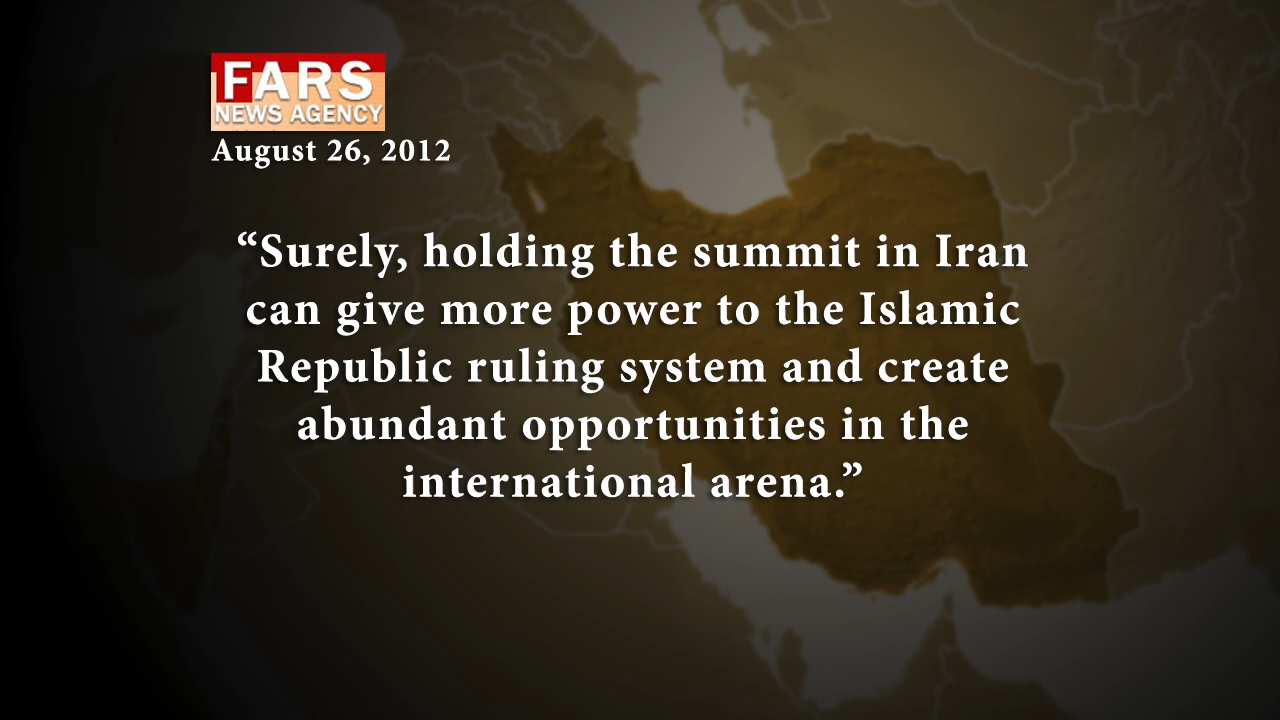 FARS
NEWS AGENCY
August 26, 2012
“Surely, holding the summit in Iran
can give more power to the Islamic
Republic ruling system and create
abundant opportunities in the
international arena.”